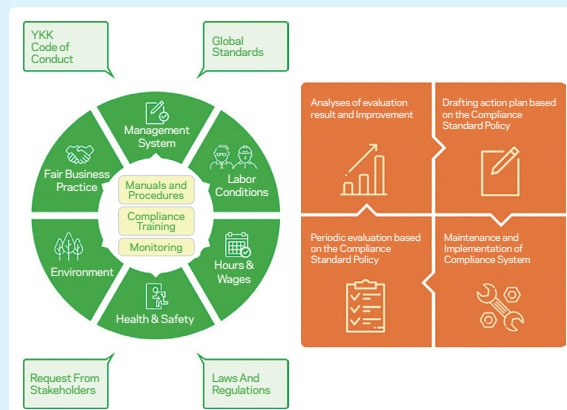 YKK
Code of
Conduct
Global
Standards
Management
System
Fair Business
Practice
Labor
Conditions
Manuals and
Procedures
Compliance
Training
Monitoring
Environment
Hours &
Wages
Health & Safety
Request From
Stakeholders
Laws And
Regulations
Analyses of evaluation
result and Improvement
Drafting action plan based
on the Compliance
Standard Policy
Periodic evaluation based
on the Compliance
Standard Policy
Maintenance and
Implementation of
Compliance System